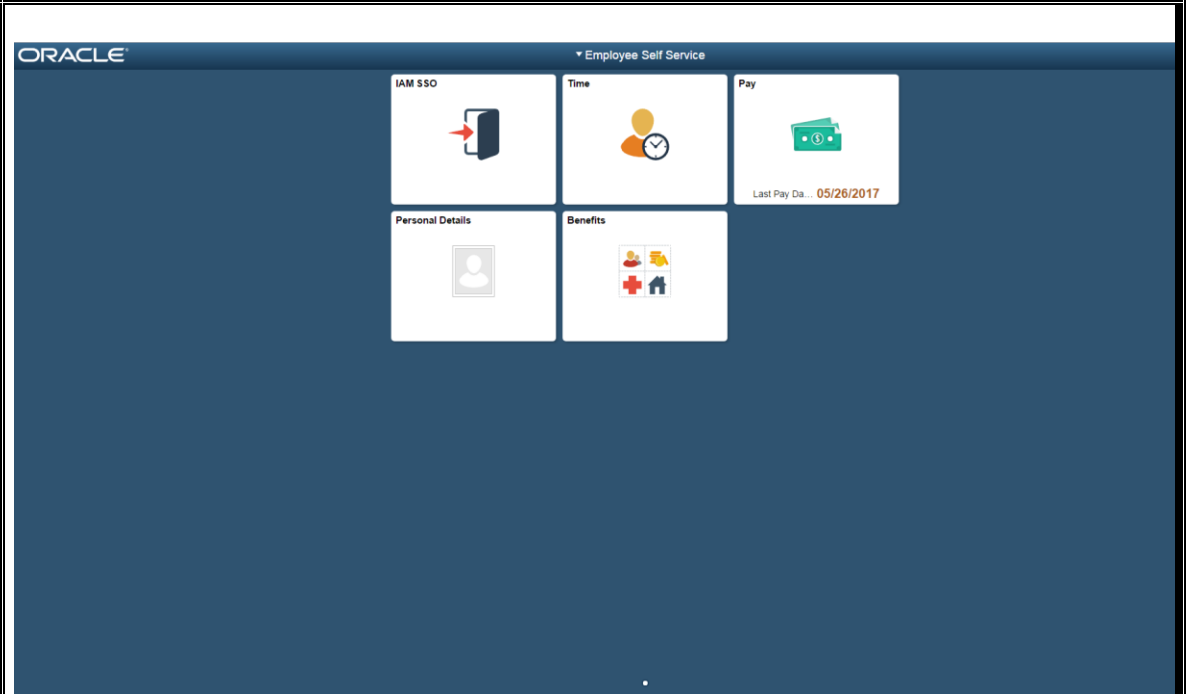 ORACLE
Employee Self Service
IAM SSO
Time
Pay
Last Pay Da... 05/26/2017
Personal Details
Benefits